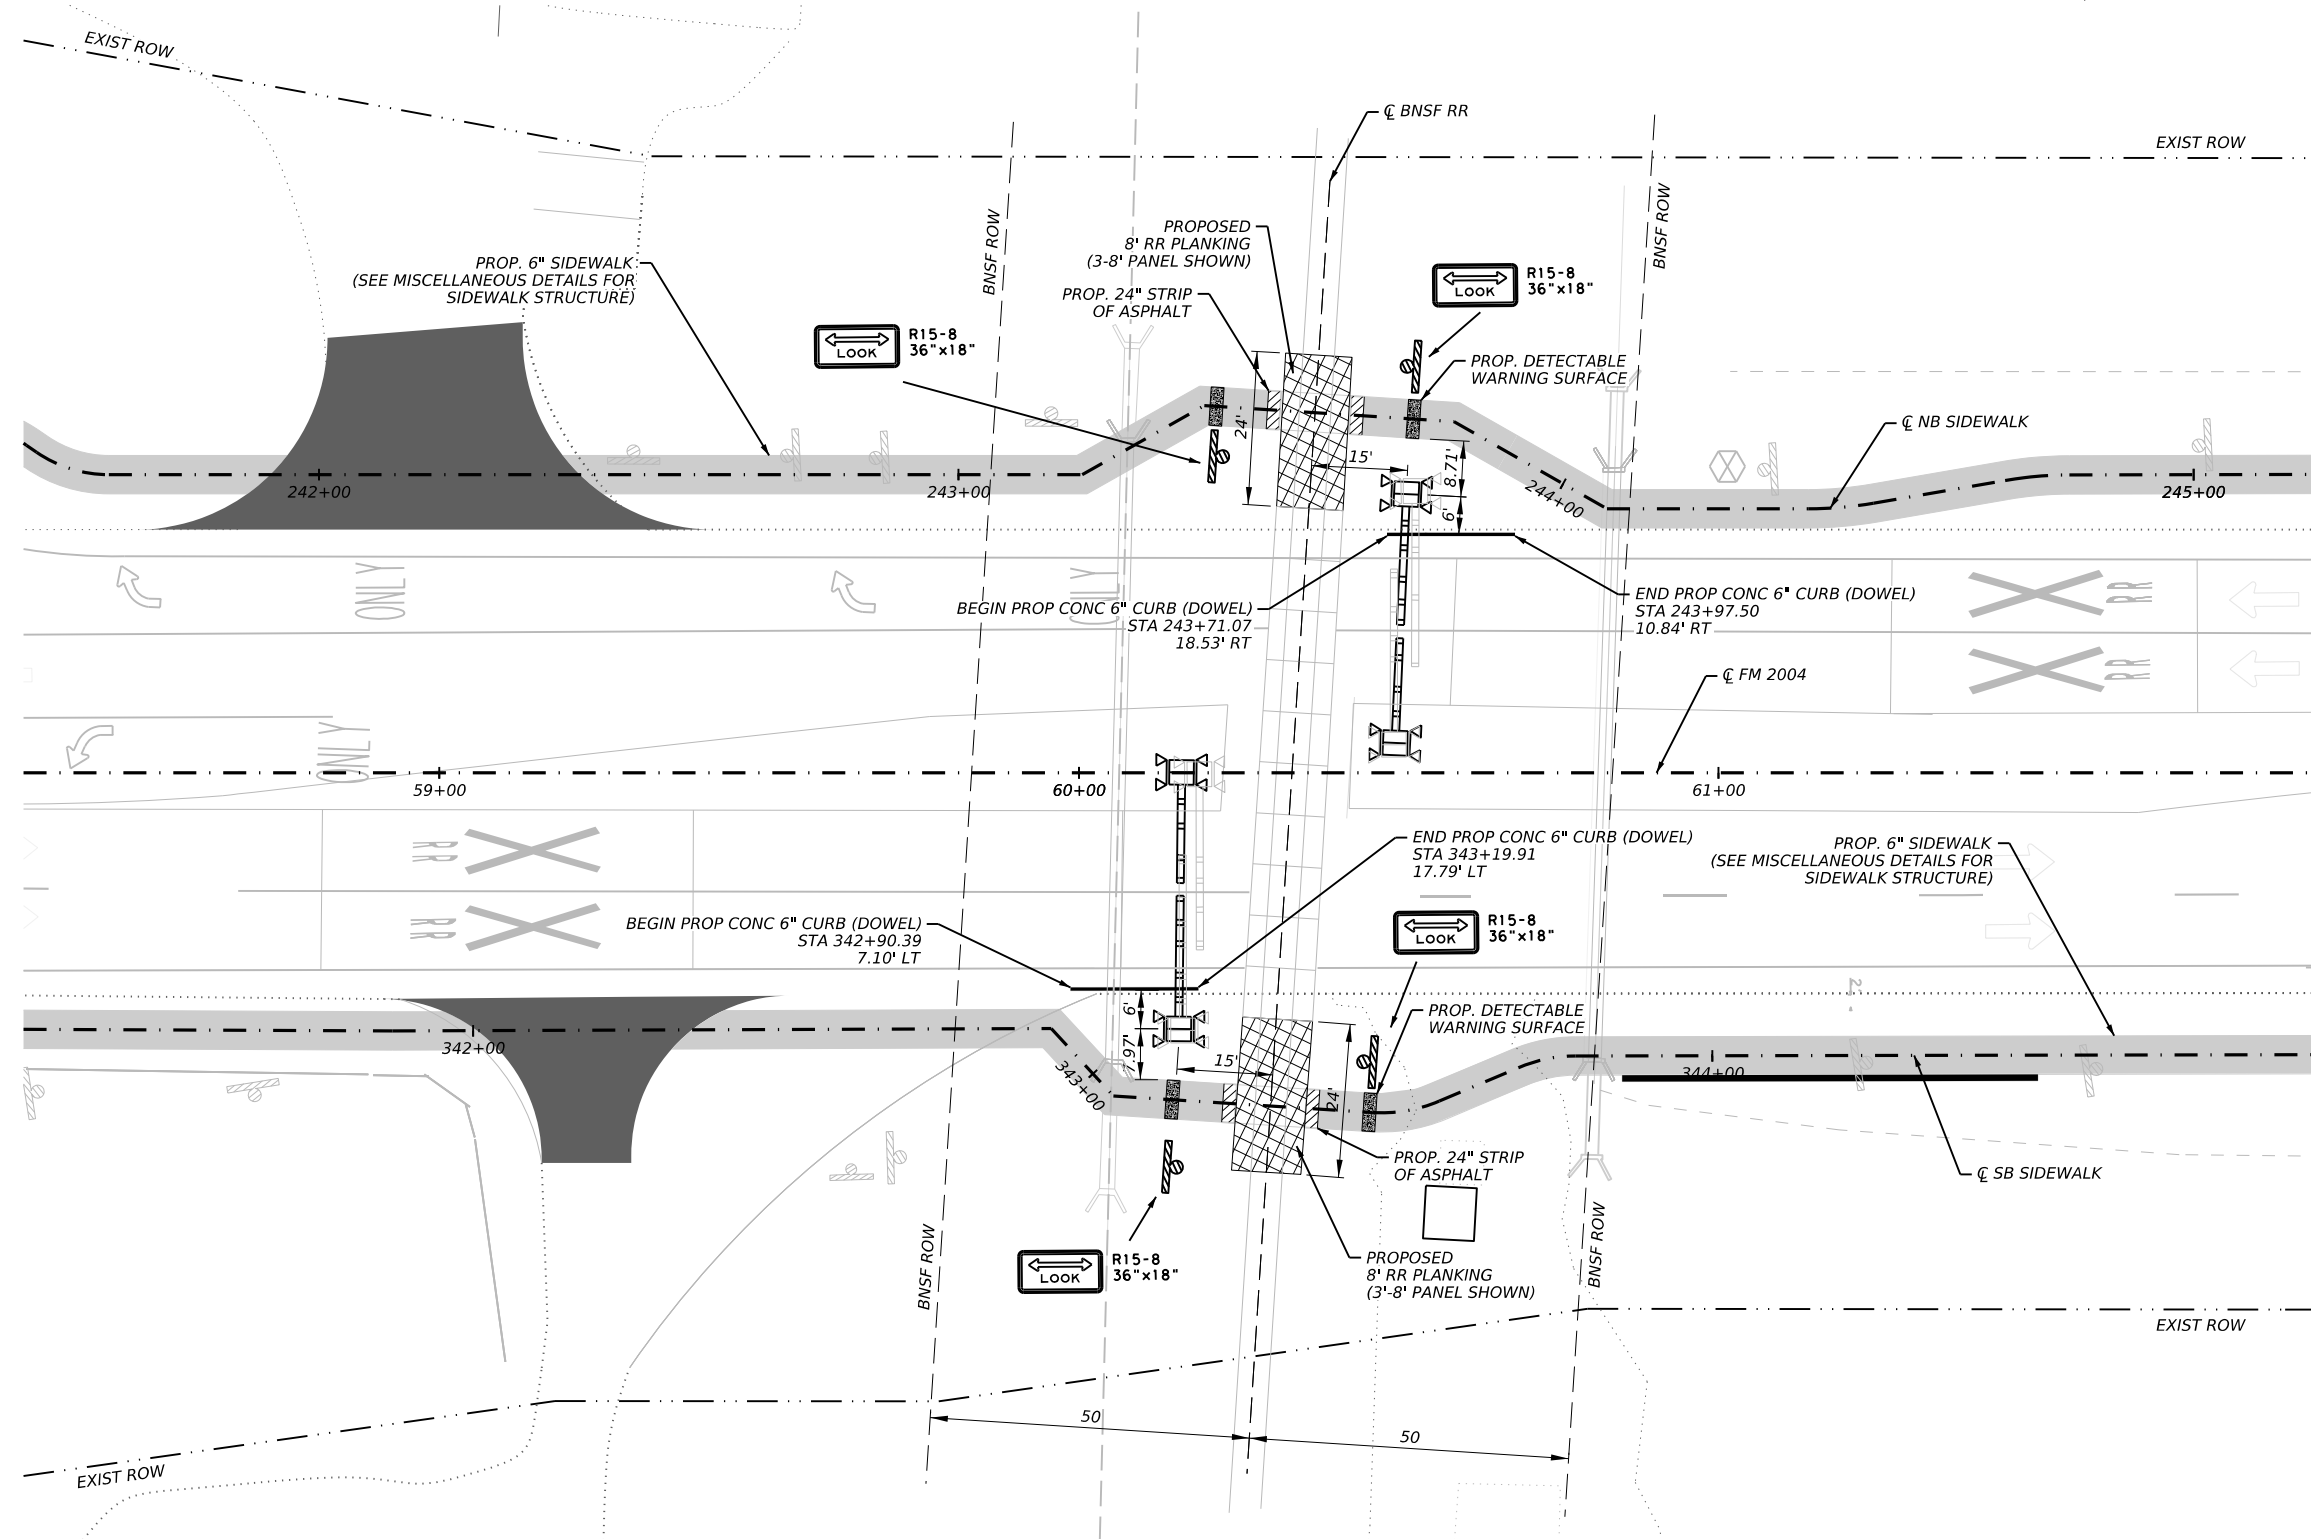 EXIST ROW
℄ BNSF RR
EXIST ROW
BNSF ROW
BNSF ROW
PROPOSED
8' RR PLANKING
(3-8' PANEL SHOWN)
PROP. 6" SIDEWALK
(SEE MISCELLANEOUS DETAILS FOR
SIDEWALK STRUCTURE)
PROP. 24" STRIP
OF ASPHALT
LOOK
R15-8
36"x18"
LOOK
R15-8
36"x18"
PROP. DETECTABLE
WARNING SURFACE
24'
15'
8.71'
6'
℄ NB SIDEWALK
242+00
243+00
244+00
245+00
ONLY
ONLY
BEGIN PROP CONC 6" CURB (DOWEL)
STA 243+71.07
18.53' RT
END PROP CONC 6" CURB (DOWEL)
STA 243+97.50
10.84' RT
RR
RR
℄ FM 2004
ONLY
59+00
60+00
61+00
RR
RR
END PROP CONC 6" CURB (DOWEL)
STA 343+19.91
17.79' LT
PROP. 6" SIDEWALK
(SEE MISCELLANEOUS DETAILS FOR
SIDEWALK STRUCTURE)
BEGIN PROP CONC 6" CURB (DOWEL)
STA 342+90.39
7.10' LT
LOOK
R15-8
36"x18"
6'
7.97'
15'
24'
PROP. DETECTABLE
WARNING SURFACE
342+00
343+00
344+00
PROP. 24" STRIP
OF ASPHALT
℄ SB SIDEWALK
LOOK
R15-8
36"x18"
PROPOSED
8' RR PLANKING
(3'-8' PANEL SHOWN)
BNSF ROW
BNSF ROW
EXIST ROW
50
50
EXIST ROW